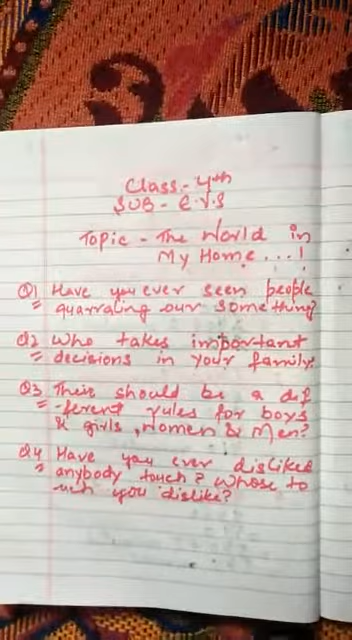 Class - 4th
SUB - E.V.S
Topic - The World in
My Home...!
Q1 Have you ever seen people
quarraling our something?
Q2 Who takes important
decisions in your family?
Q3 Their should be a dif
-ferent rules for boys
& girls, Women & Men?
Q4 Have you ever disliked
anybody touch? Whose to
uch you dislike?